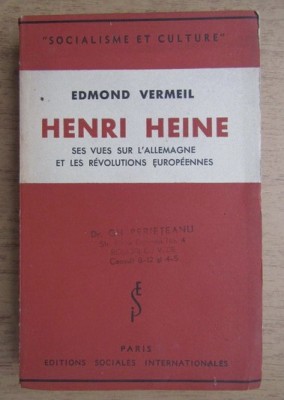 "SOCIALISME ET CULTURE"
EDMOND VERMEIL
HENRI HEINE
SES VUES SUR L'ALLEMAGNE
ET LES RÉVOLUTIONS EUROPÉENNES
PARIS
EDITIONS SOCIALES INTERNATIONALES